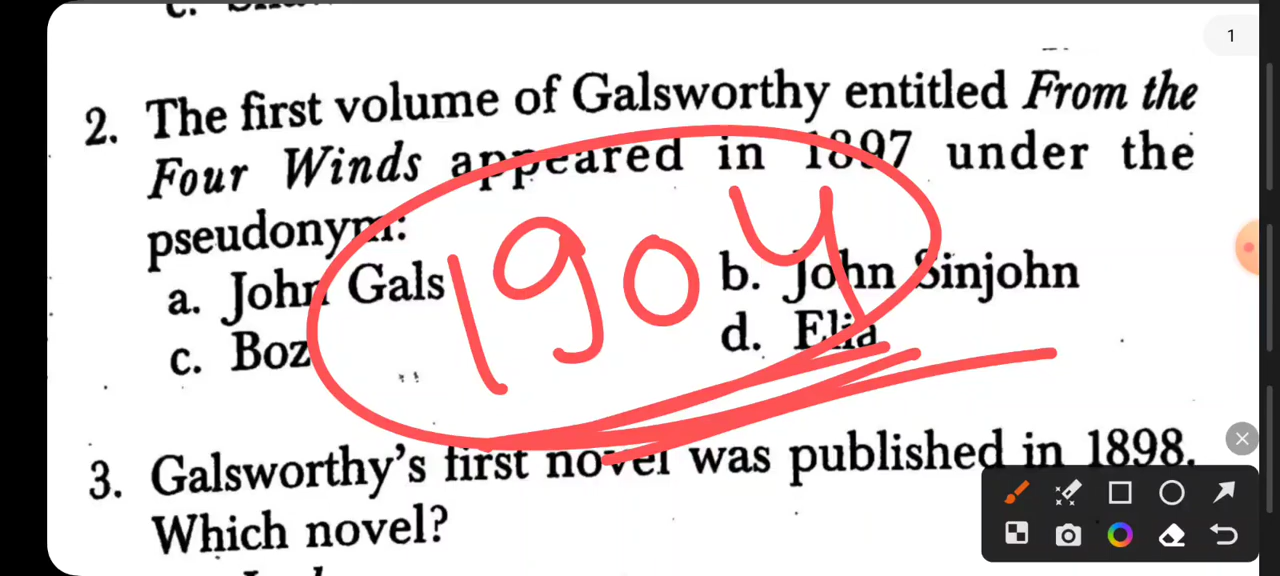 1
2. The first volume of Galsworthy entitled From the
Four Winds appeared in 1897 under the
pseudonym:
a. John Gals b. John Sinjohn
c. Boz d. Elia
1904
3. Galsworthy's first novel was published in 1898.
Which novel?